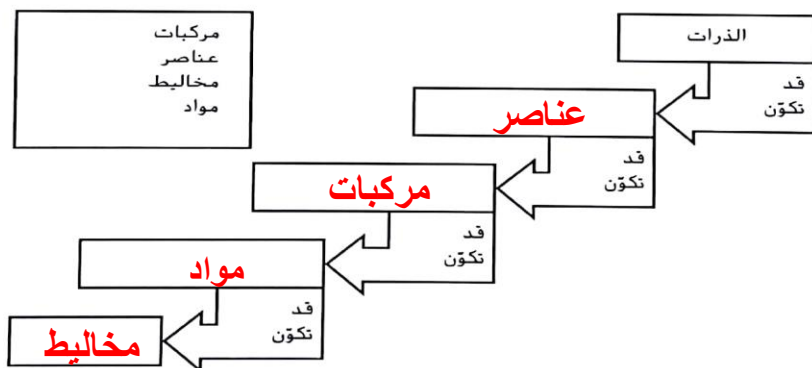 الذرات
قد
تكوّن
عناصر
قد
تكوّن
مركبات
قد
تكوّن
مواد
قد
تكوّن
مخاليط
مركبات
عناصر
مخاليط
مواد